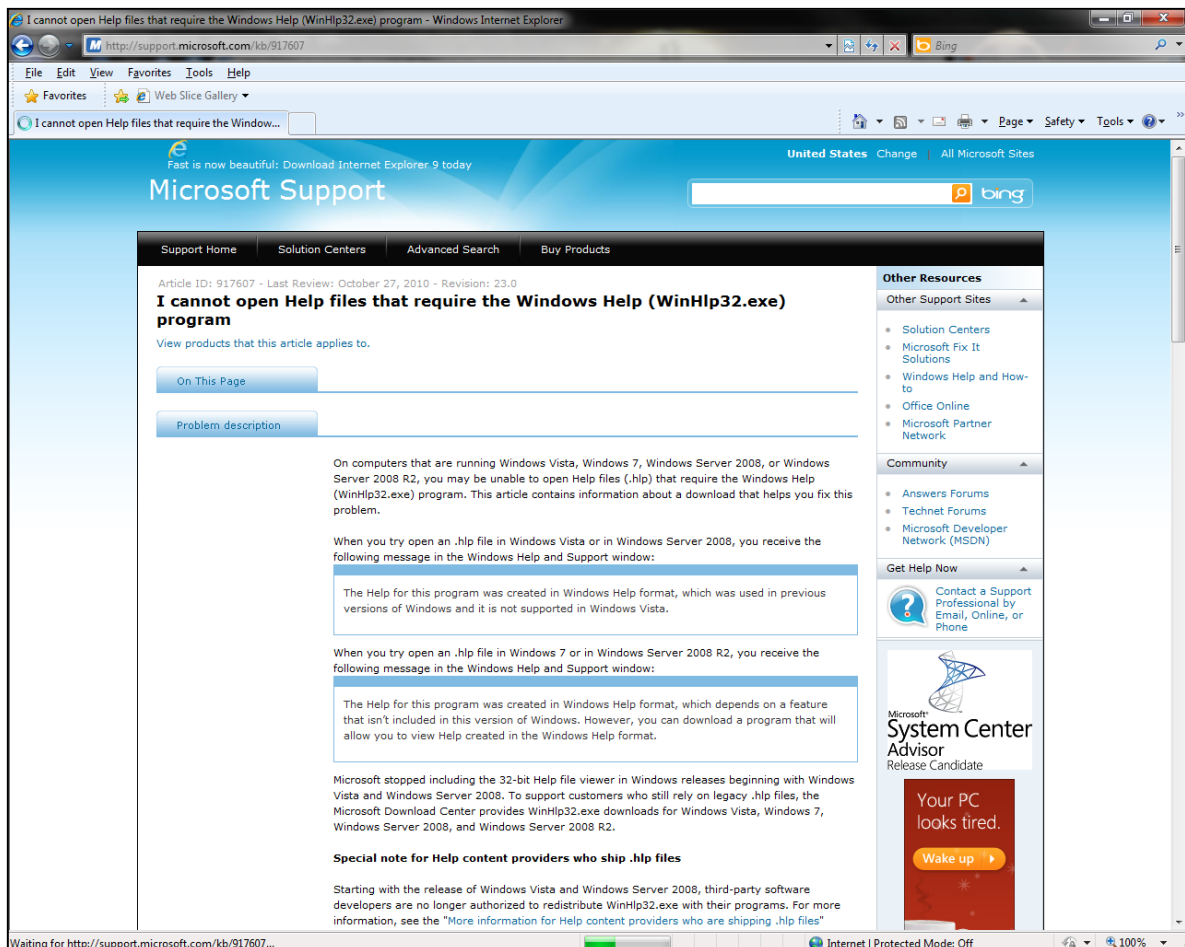 I cannot open Help files that require the Windows Help (WinHlp32.exe) program - Windows Internet Explorer
http://support.microsoft.com/kb/917607
Bing
File Edit View Favorites Tools Help
Favorites Web Slice Gallery
I cannot open Help files that require the Window...
Page Safety Tools
Fast is now beautiful: Download Internet Explorer 9 today
United States Change | All Microsoft Sites
Microsoft Support
bing
Support Home Solution Centers Advanced Search Buy Products
Article ID: 917607 - Last Review: October 27, 2010 - Revision: 23.0
I cannot open Help files that require the Windows Help (WinHlp32.exe)
program
View products that this article applies to.
On This Page
Problem description
On computers that are running Windows Vista, Windows 7, Windows Server 2008, or Windows
Server 2008 R2, you may be unable to open Help files (.hlp) that require the Windows Help
(WinHlp32.exe) program. This article contains information about a download that helps you fix this
problem.
When you try open an .hlp file in Windows Vista or in Windows Server 2008, you receive the
following message in the Windows Help and Support window:
The Help for this program was created in Windows Help format, which was used in previous
versions of Windows and it is not supported in Windows Vista.
When you try open an .hlp file in Windows 7 or in Windows Server 2008 R2, you receive the
following message in the Windows Help and Support window:
The Help for this program was created in Windows Help format, which depends on a feature
that isn't included in this version of Windows. However, you can download a program that will
allow you to view Help created in the Windows Help format.
Microsoft stopped including the 32-bit Help file viewer in Windows releases beginning with Windows
Vista and Windows Server 2008. To support customers who still rely on legacy .hlp files, the
Microsoft Download Center provides WinHlp32.exe downloads for Windows Vista, Windows 7,
Windows Server 2008, and Windows Server 2008 R2.
Special note for Help content providers who ship .hlp files
Starting with the release of Windows Vista and Windows Server 2008, third-party software
developers are no longer authorized to redistribute WinHlp32.exe with their programs. For more
information, see the "More information for Help content providers who are shipping .hlp files"
Other Resources
Other Support Sites
Solution Centers
Microsoft Fix It
Solutions
Windows Help and How-
to
Office Online
Microsoft Partner
Network
Community
Answers Forums
Technet Forums
Microsoft Developer
Network (MSDN)
Get Help Now
Contact a Support
Professional by
Email, Online, or
Phone
Microsoft®
System Center
Advisor
Release Candidate
Your PC
looks tired.
Wake up
Waiting for http://support.microsoft.com/kb/917607...
Internet | Protected Mode: Off
100%